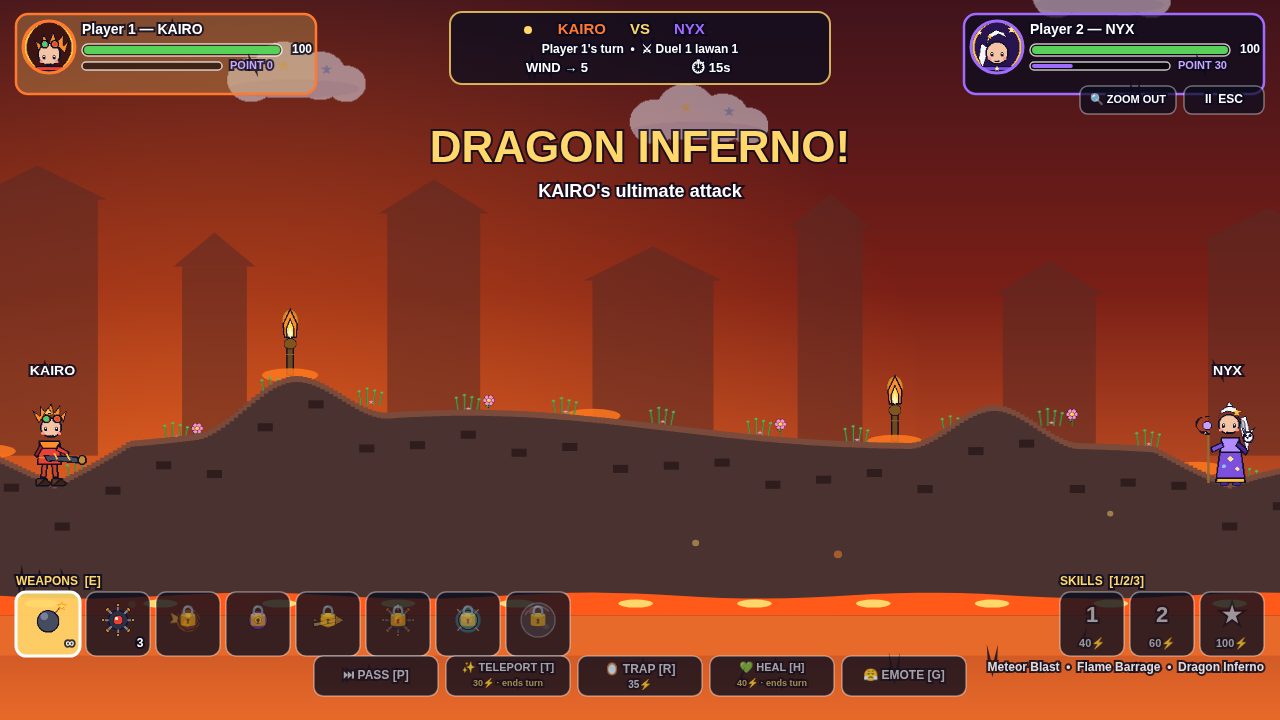 Player 1 — KAIRO
100
POINT 0
KAIRO VS NYX
Player 1's turn • ⚔ Duel 1 lawan 1
WIND → 5 ⏱ 15s
Player 2 — NYX
100
POINT 30
🔍 ZOOM OUT
⏸ ESC
DRAGON INFERNO!
KAIRO's ultimate attack
KAIRO
NYX
WEAPONS [E]
∞
3
SKILLS [1/2/3]
1
40⚡
2
60⚡
★
100⚡
Meteor Blast • Flame Barrage • Dragon Inferno
⏭ PASS [P]
✨ TELEPORT [T]
30⚡ · ends turn
🪞 TRAP [R]
35⚡
💚 HEAL [H]
40⚡ · ends turn
😤 EMOTE [G]